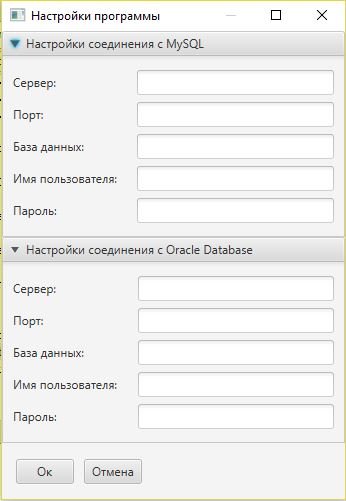 Настройки программы
Настройки соединения с MySQL
Сервер:
Порт:
База данных:
Имя пользователя:
Пароль:
Настройки соединения с Oracle Database
Сервер:
Порт:
База данных:
Имя пользователя:
Пароль:
Ок Отмена